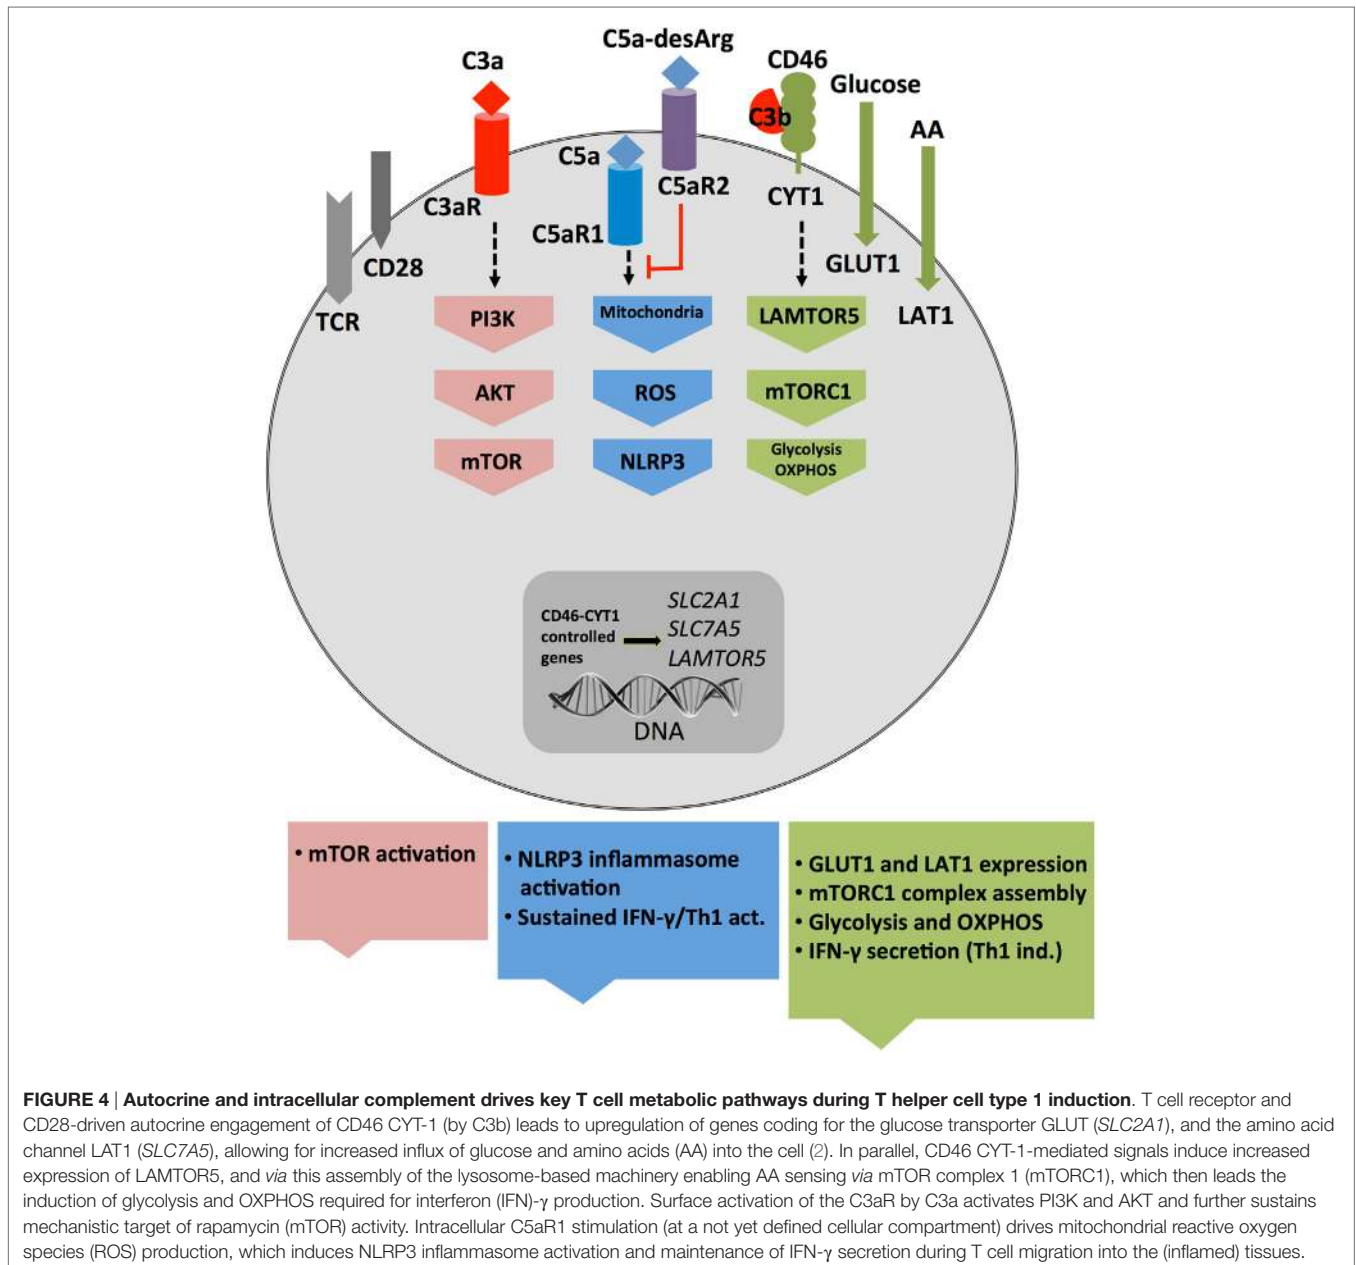 C5a-desArg
C3a
CD46
Glucose
C3b
AA
C5a
C5aR2
CYT1
C3aR
C5aR1
CD28
GLUT1
TCR
LAT1
PI3K
Mitochondria
LAMTOR5
AKT
ROS
mTORC1
mTOR
NLRP3
Glycolysis
OXPHOS
CD46-CYT1
controlled
genes
SLC2A1
SLC7A5
LAMTOR5
DNA
• mTOR activation
• NLRP3 inflammasome
activation
• Sustained IFN-γ/Th1 act.
• GLUT1 and LAT1 expression
• mTORC1 complex assembly
• Glycolysis and OXPHOS
• IFN-γ secretion (Th1 ind.)
FIGURE 4 | Autocrine and intracellular complement drives key T cell metabolic pathways during T helper cell type 1 induction. T cell receptor and
CD28-driven autocrine engagement of CD46 CYT-1 (by C3b) leads to upregulation of genes coding for the glucose transporter GLUT (SLC2A1), and the amino acid
channel LAT1 (SLC7A5), allowing for increased influx of glucose and amino acids (AA) into the cell (2). In parallel, CD46 CYT-1-mediated signals induce increased
expression of LAMTOR5, and via this assembly of the lysosome-based machinery enabling AA sensing via mTOR complex 1 (mTORC1), which then leads the
induction of glycolysis and OXPHOS required for interferon (IFN)-γ production. Surface activation of the C3aR by C3a activates PI3K and AKT and further sustains
mechanistic target of rapamycin (mTOR) activity. Intracellular C5aR1 stimulation (at a not yet defined cellular compartment) drives mitochondrial reactive oxygen
species (ROS) production, which induces NLRP3 inflammasome activation and maintenance of IFN-γ secretion during T cell migration into the (inflamed) tissues.